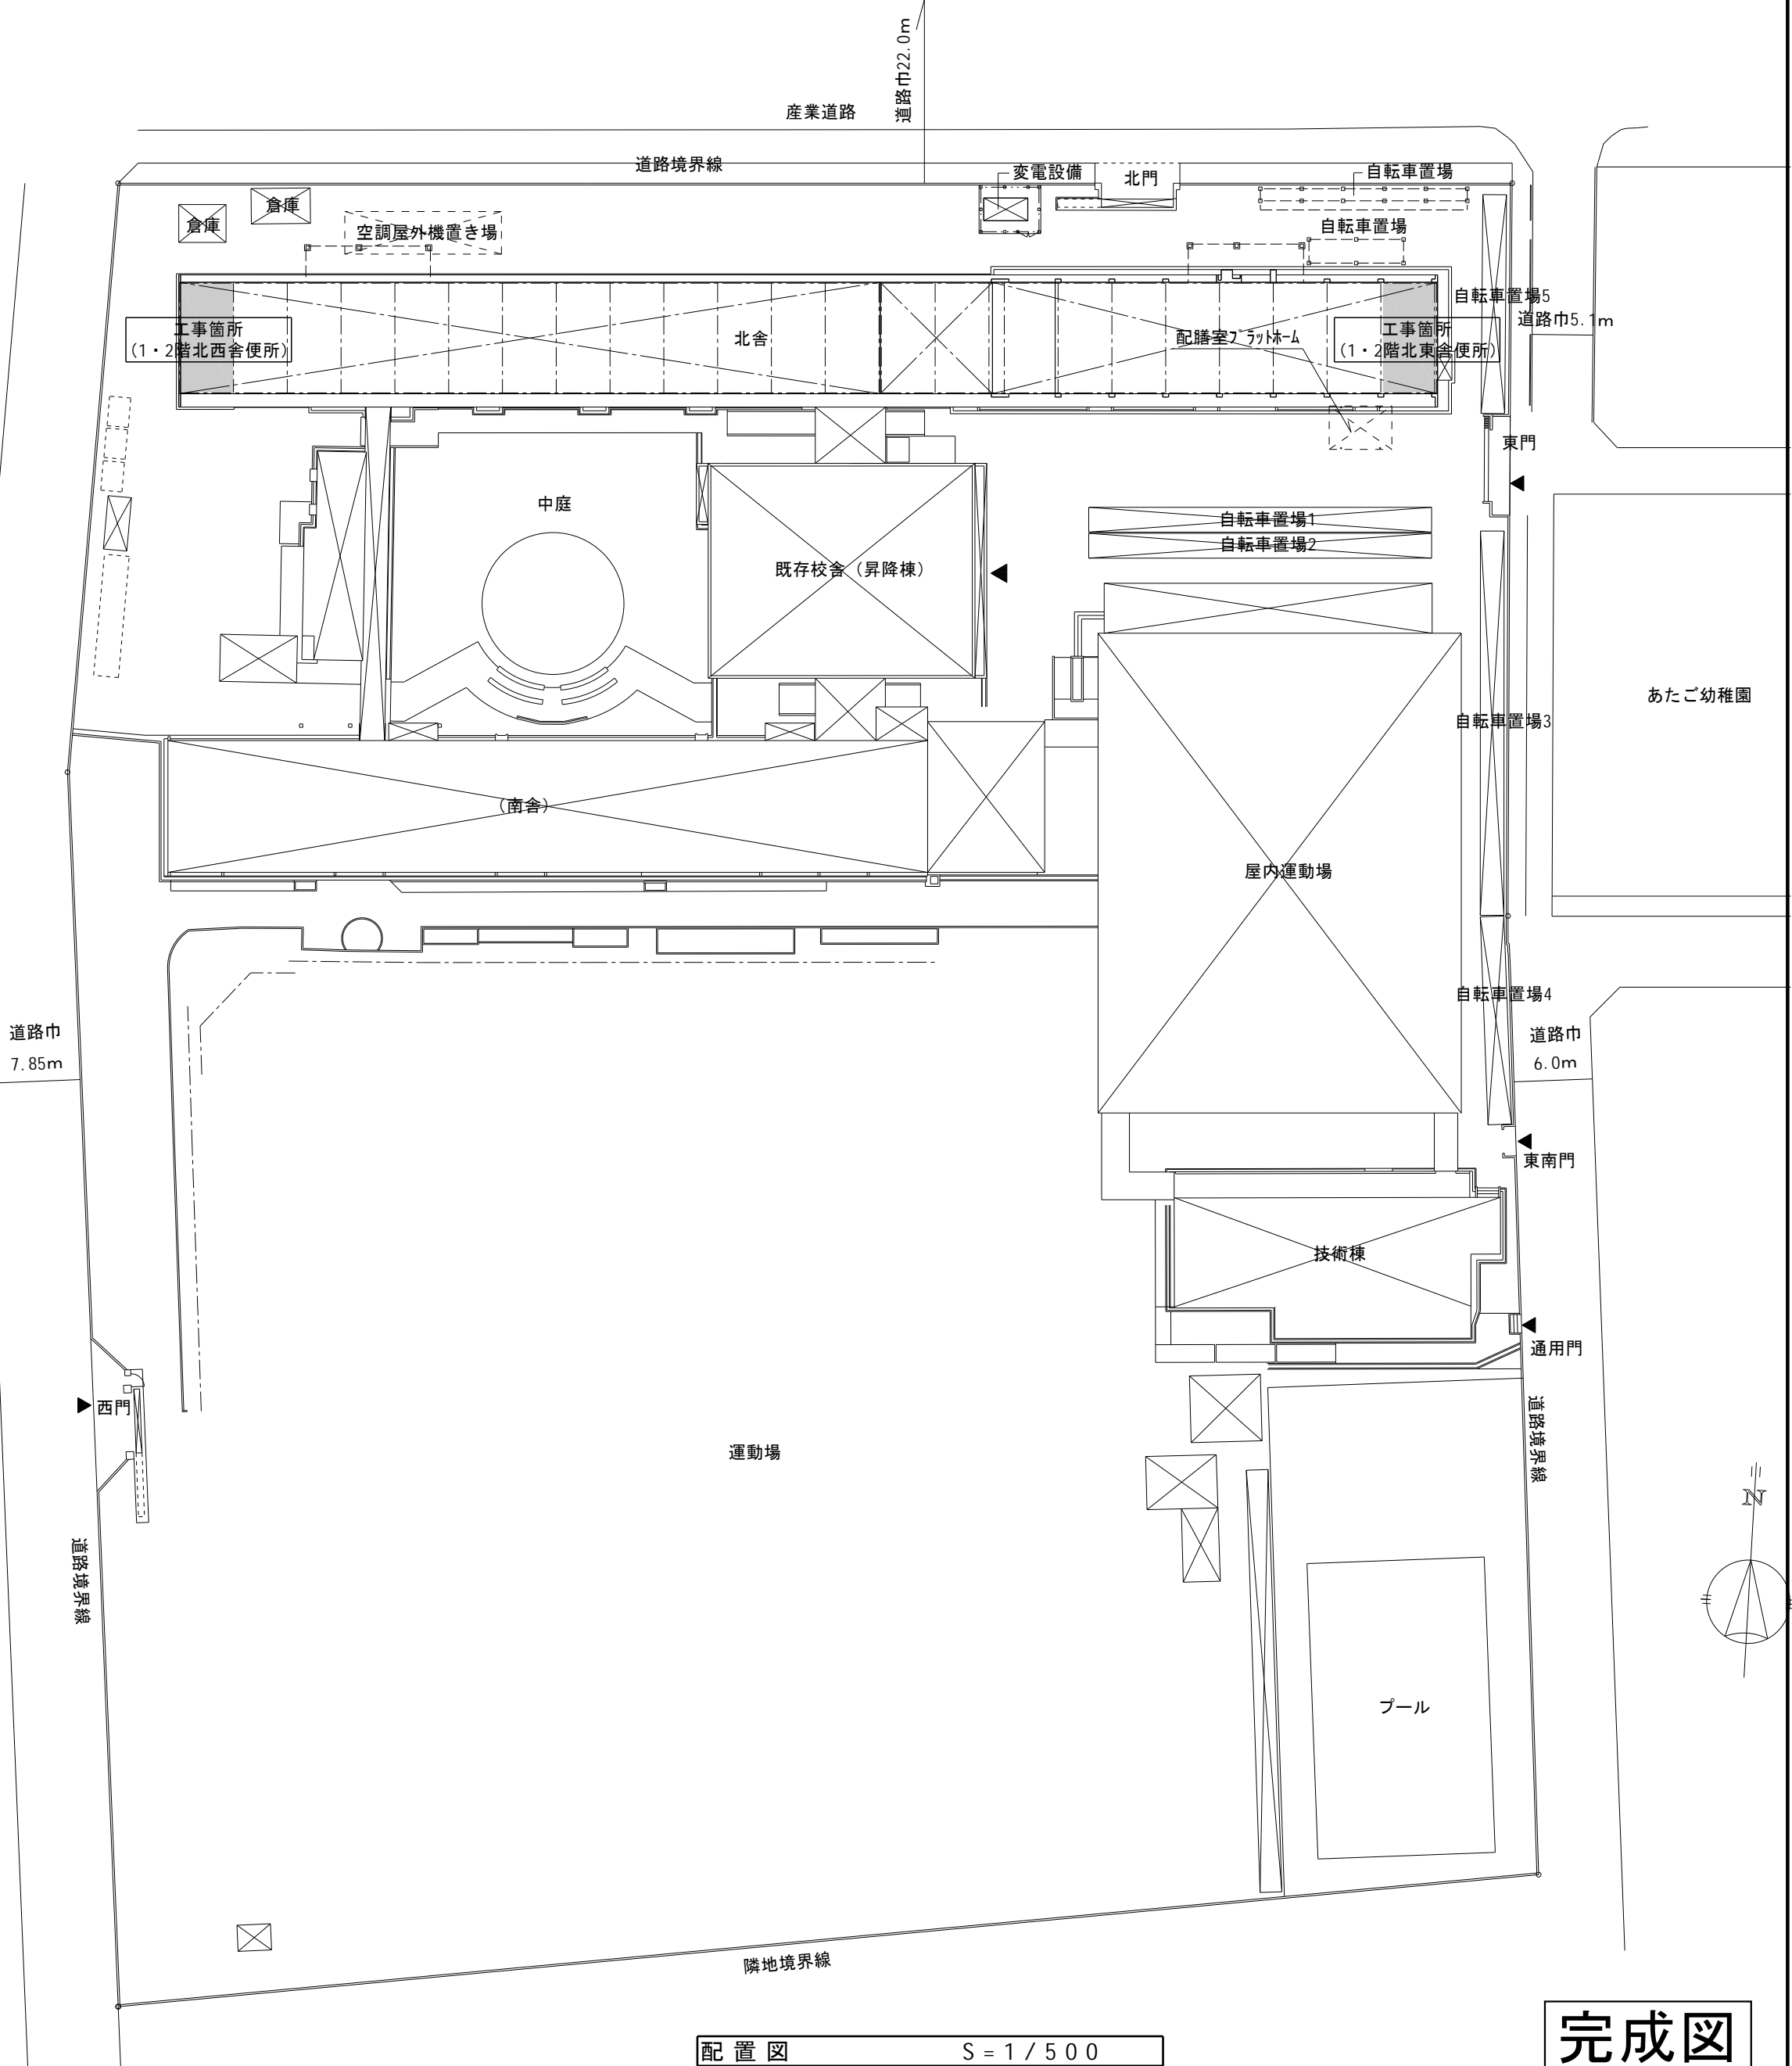 道路巾22.0m
産業道路
道路境界線
変電設備
北門
自転車置場
倉庫
倉庫
空調屋外機置き場
自転車置場
自転車置場5
道路巾5.1m
工事箇所
(1・2階北西舎便所)
北舎
配膳室プラットホーム
工事箇所
(1・2階北東舎便所)
東門
中庭
自転車置場1
自転車置場2
既存校舎（昇降棟）
あたご幼稚園
自転車置場3
(南舎)
屋内運動場
自転車置場4
道路巾
7.85m
道路巾
6.0m
東南門
技術棟
通用門
西門
道路境界線
運動場
N
道路境界線
プール
隣地境界線
完成図
配置図 S=1/500